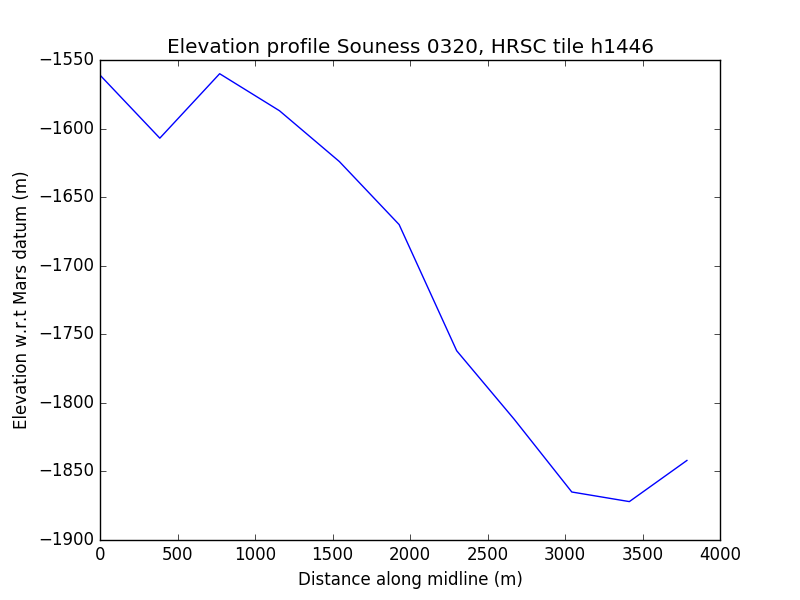 Elevation profile Souness 0320, HRSC tile h1446
−1550
−1600
−1650
−1700
−1750
−1800
−1850
−1900
Elevation w.r.t Mars datum (m)
0 500 1000 1500 2000 2500 3000 3500 4000
Distance along midline (m)